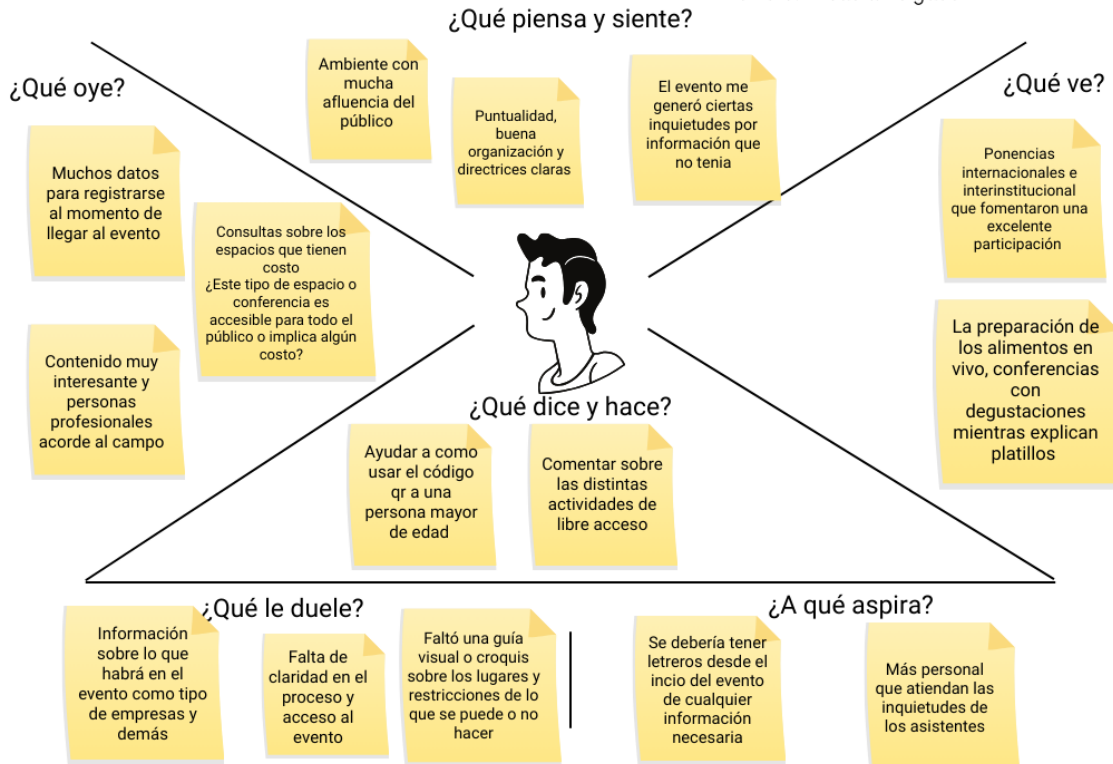 ¿Qué piensa y siente?
Ambiente con
mucha
afluencia del
público
Puntualidad,
buena
organización y
directrices claras
El evento me
generó ciertas
inquietudes por
información que
no tenia
¿Qué oye?
Muchos datos
para registrarse
al momento de
llegar al evento
Consultas sobre los
espacios que tienen
costo
¿Este tipo de espacio o
conferencia es
accesible para todo el
público o implica algún
costo?
Contenido muy
interesante y
personas
profesionales
acorde al campo
¿Qué ve?
Ponencias
internacionales e
interinstitucional
que fomentaron una
excelente
participación
La preparación de
los alimentos en
vivo, conferencias
con
degustaciones
mientras explican
platillos
¿Qué dice y hace?
Ayudar a como
usar el código
qr a una
persona mayor
de edad
Comentar sobre
las distintas
actividades de
libre acceso
¿Qué le duele?
Información
sobre lo que
habrá en el
evento como tipo
de empresas y
demás
Falta de
claridad en el
proceso y
acceso al
evento
Faltó una guía
visual o croquis
sobre los lugares y
restricciones de lo
que se puede o no
hacer
¿A qué aspira?
Se debería tener
letreros desde el
incio del evento
de cualquier
información
necesaria
Más personal
que atiendan las
inquietudes de
los asistentes